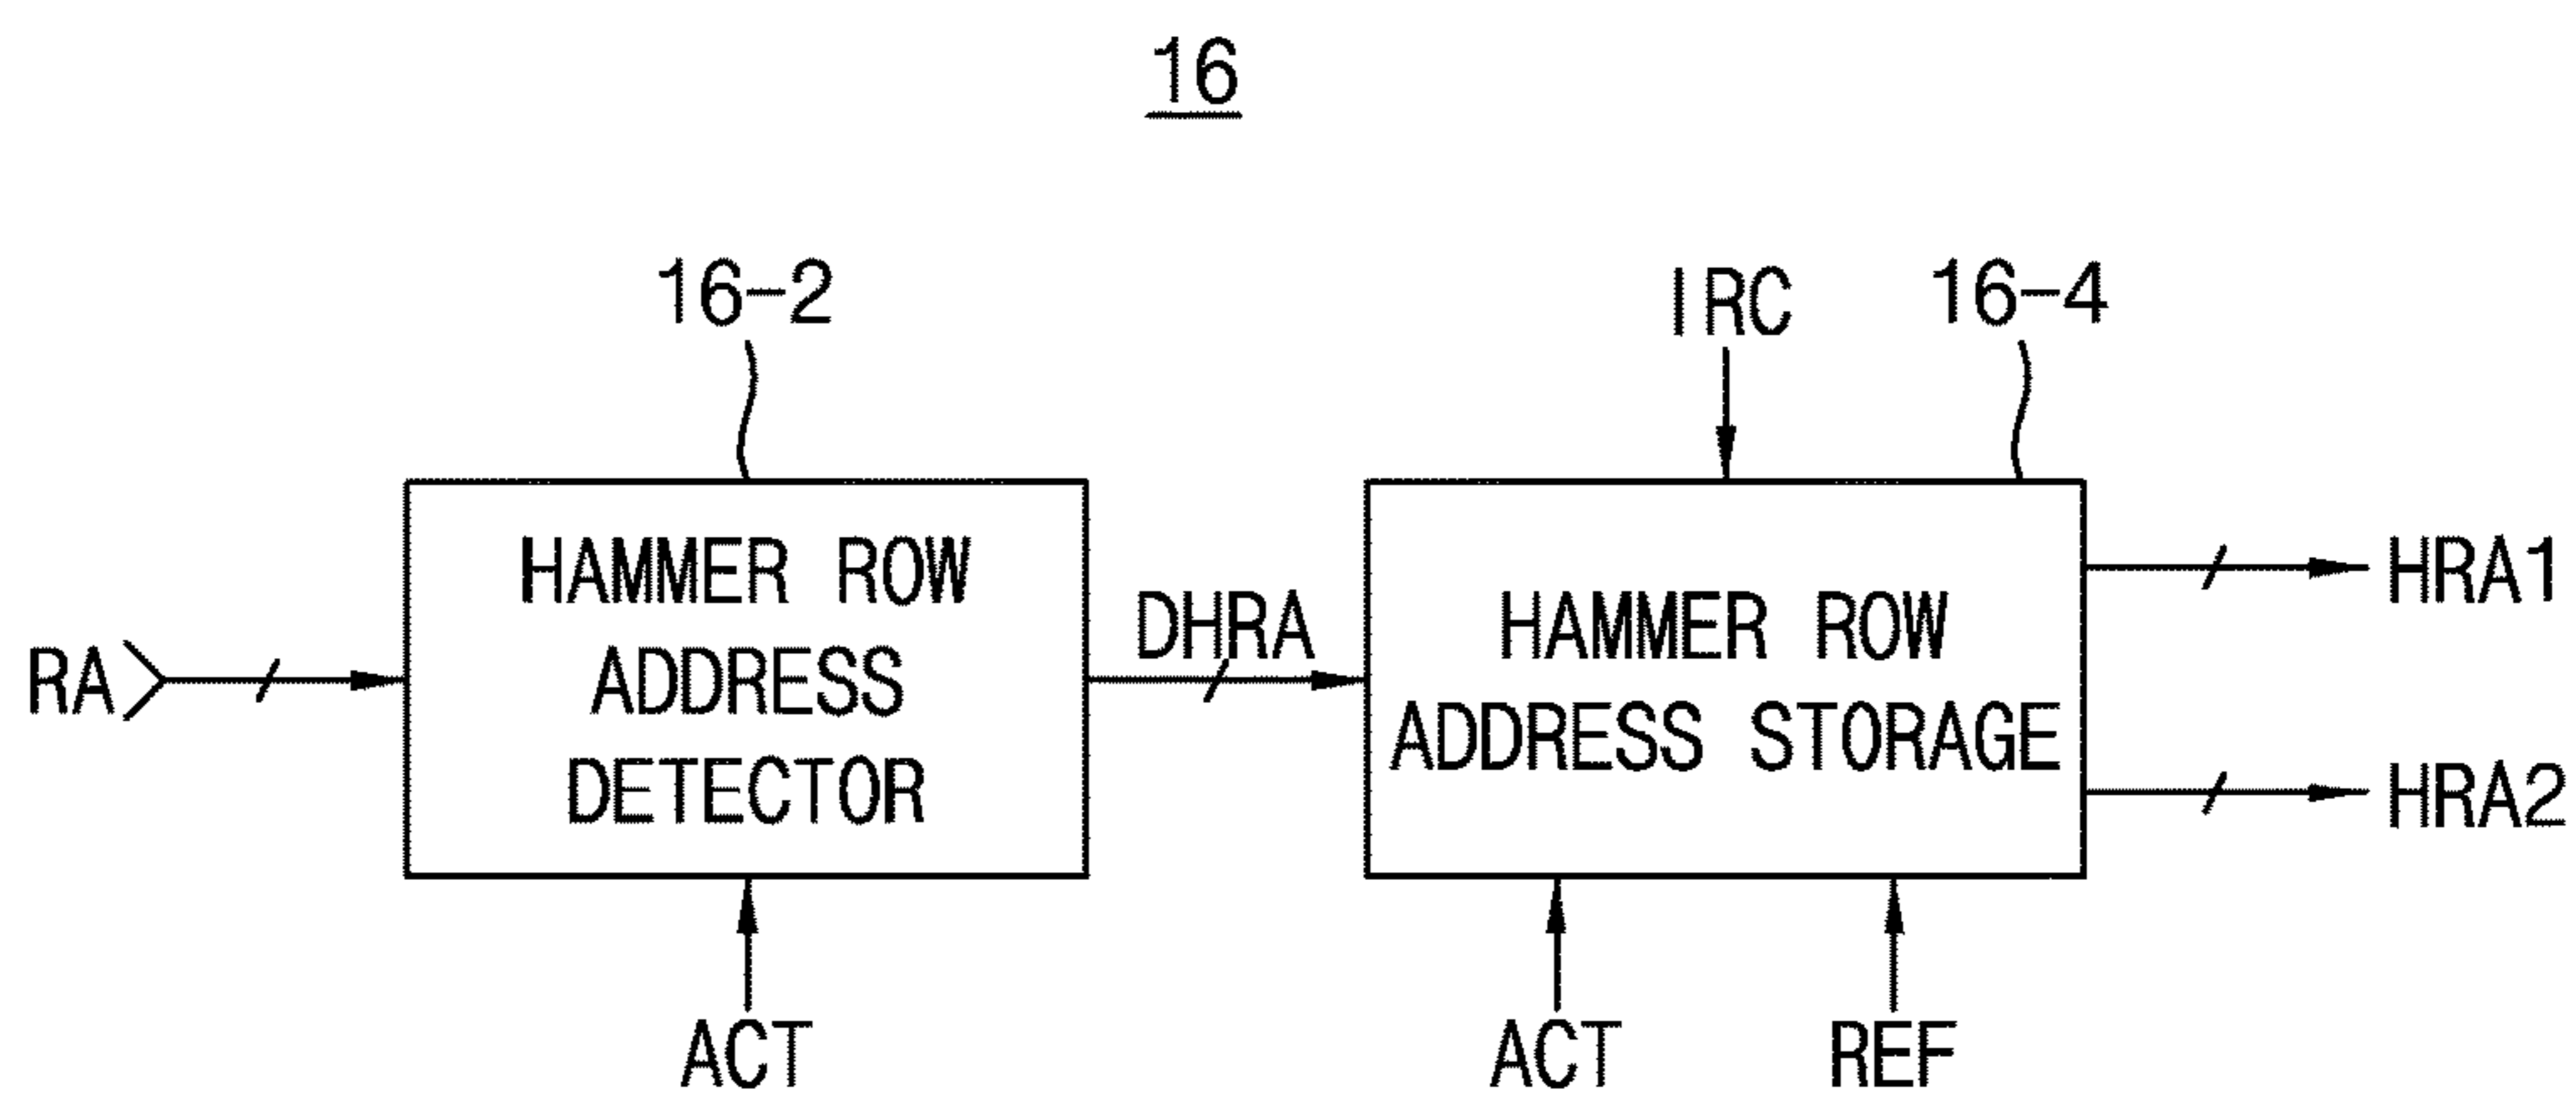 16
16-2
IRC
16-4
HAMMER ROW
ADDRESS
DETECTOR
RA
DHRA
HAMMER ROW
ADDRESS STORAGE
HRA1
HRA2
ACT
ACT
REF